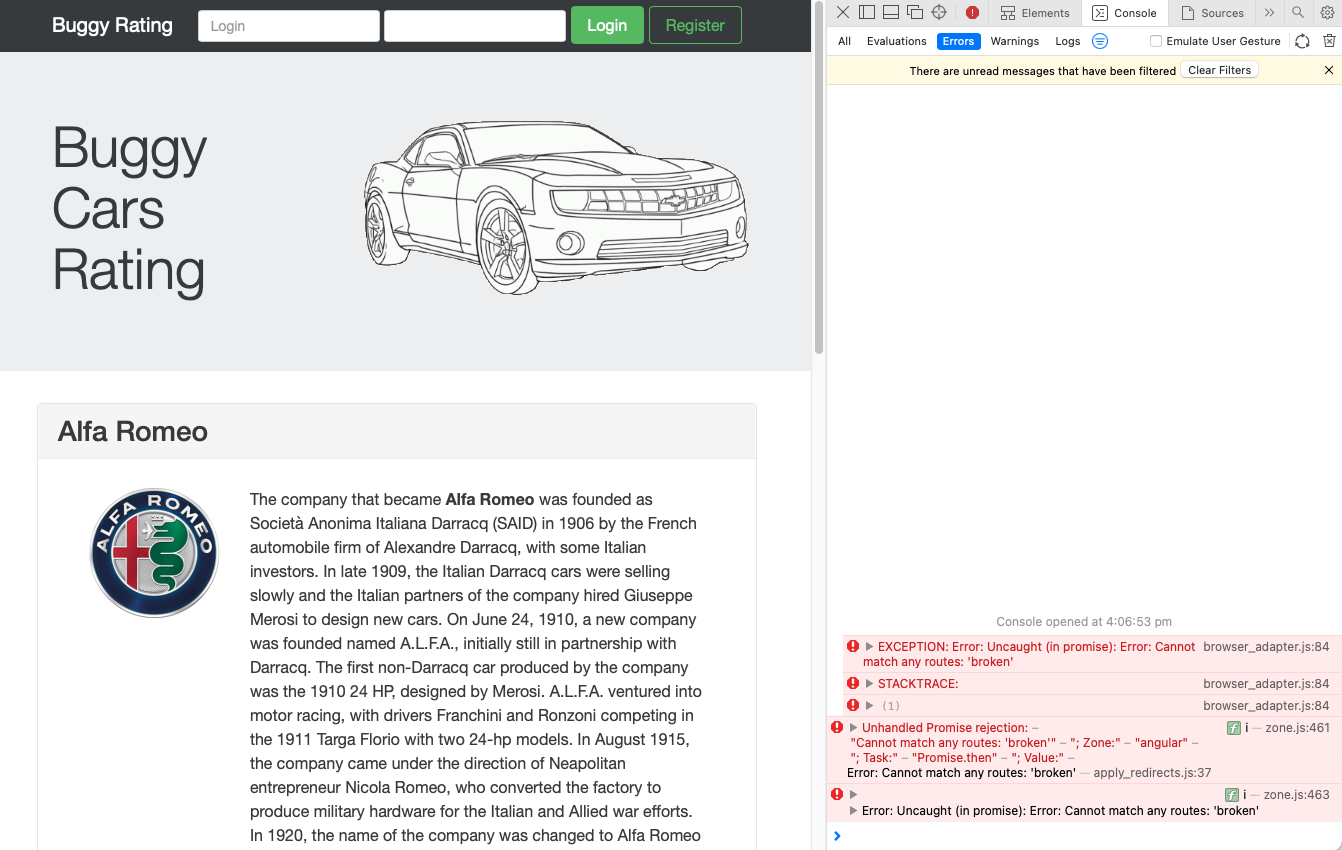 Buggy Rating
Login
Login
Register
Buggy
Cars
Rating
Alfa Romeo
ALFA ROMEO
The company that became Alfa Romeo was founded as
Società Anonima Italiana Darracq (SAID) in 1906 by the French
automobile firm of Alexandre Darracq, with some Italian
investors. In late 1909, the Italian Darracq cars were selling
slowly and the Italian partners of the company hired Giuseppe
Merosi to design new cars. On June 24, 1910, a new company
was founded named A.L.F.A., initially still in partnership with
Darracq. The first non-Darracq car produced by the company
was the 1910 24 HP, designed by Merosi. A.L.F.A. ventured into
motor racing, with drivers Franchini and Ronzoni competing in
the 1911 Targa Florio with two 24-hp models. In August 1915,
the company came under the direction of Neapolitan
entrepreneur Nicola Romeo, who converted the factory to
produce military hardware for the Italian and Allied war efforts.
In 1920, the name of the company was changed to Alfa Romeo
Elements
Console
Sources
All Evaluations Errors Warnings Logs
Emulate User Gesture
There are unread messages that have been filtered Clear Filters
Console opened at 4:06:53 pm
EXCEPTION: Error: Uncaught (in promise): Error: Cannot browser_adapter.js:84
match any routes: 'broken'
STACKTRACE: browser_adapter.js:84
(1) browser_adapter.js:84
Unhandled Promise rejection: – f i — zone.js:461
"Cannot match any routes: 'broken'" – "; Zone:" – "angular" –
"; Task:" – "Promise.then" – "; Value:" –
Error: Cannot match any routes: 'broken' — apply_redirects.js:37
f i — zone.js:463
Error: Uncaught (in promise): Error: Cannot match any routes: 'broken'